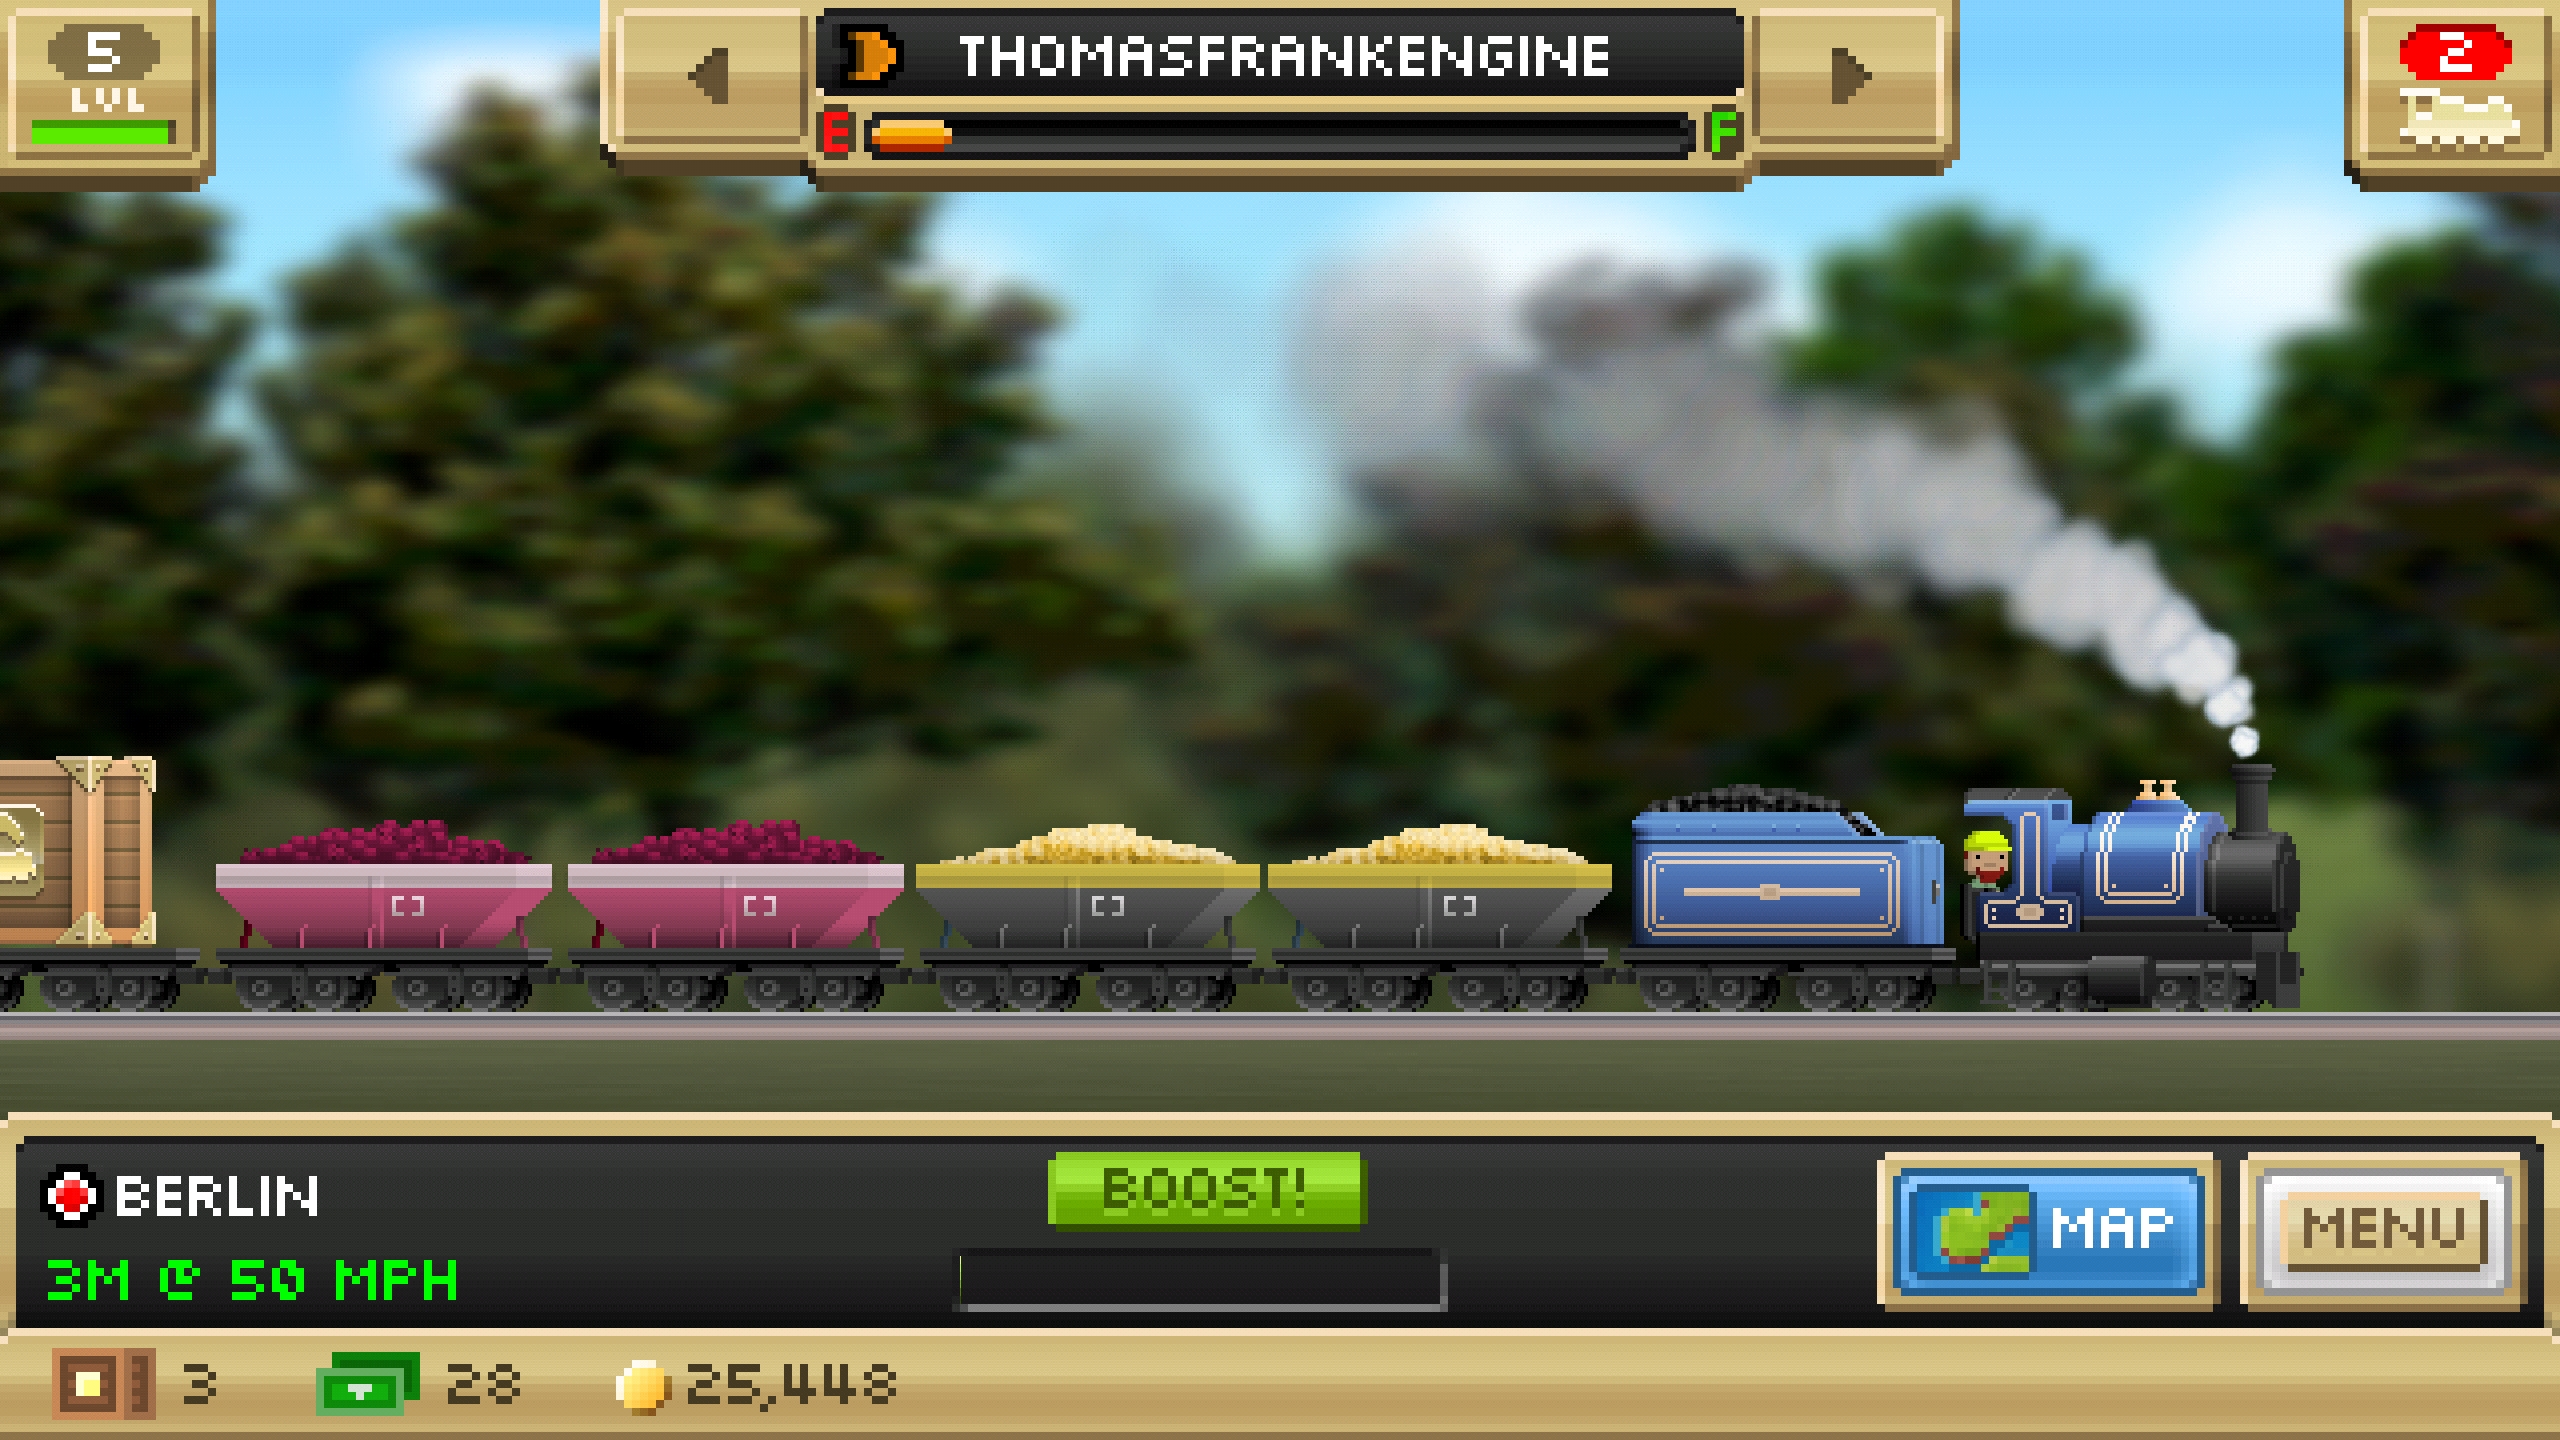 5
LVL
THOMASFRANKENGINE
E F
2
BERLIN
3M @ 50 MPH
BOOST!
MAP
MENU
3
28
25,448